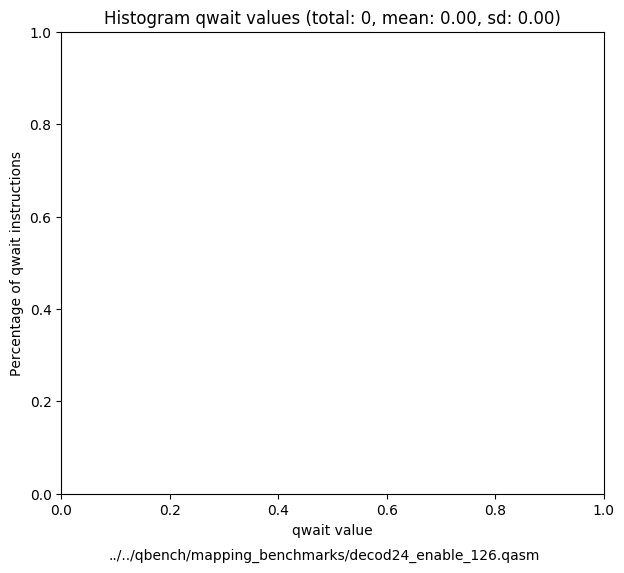 Histogram qwait values (total: 0, mean: 0.00, sd: 0.00)
1.0
0.8
0.6
0.4
0.2
0.0
Percentage of qwait instructions
0.0 0.2 0.4 0.6 0.8 1.0
qwait value
../../qbench/mapping_benchmarks/decod24_enable_126.qasm